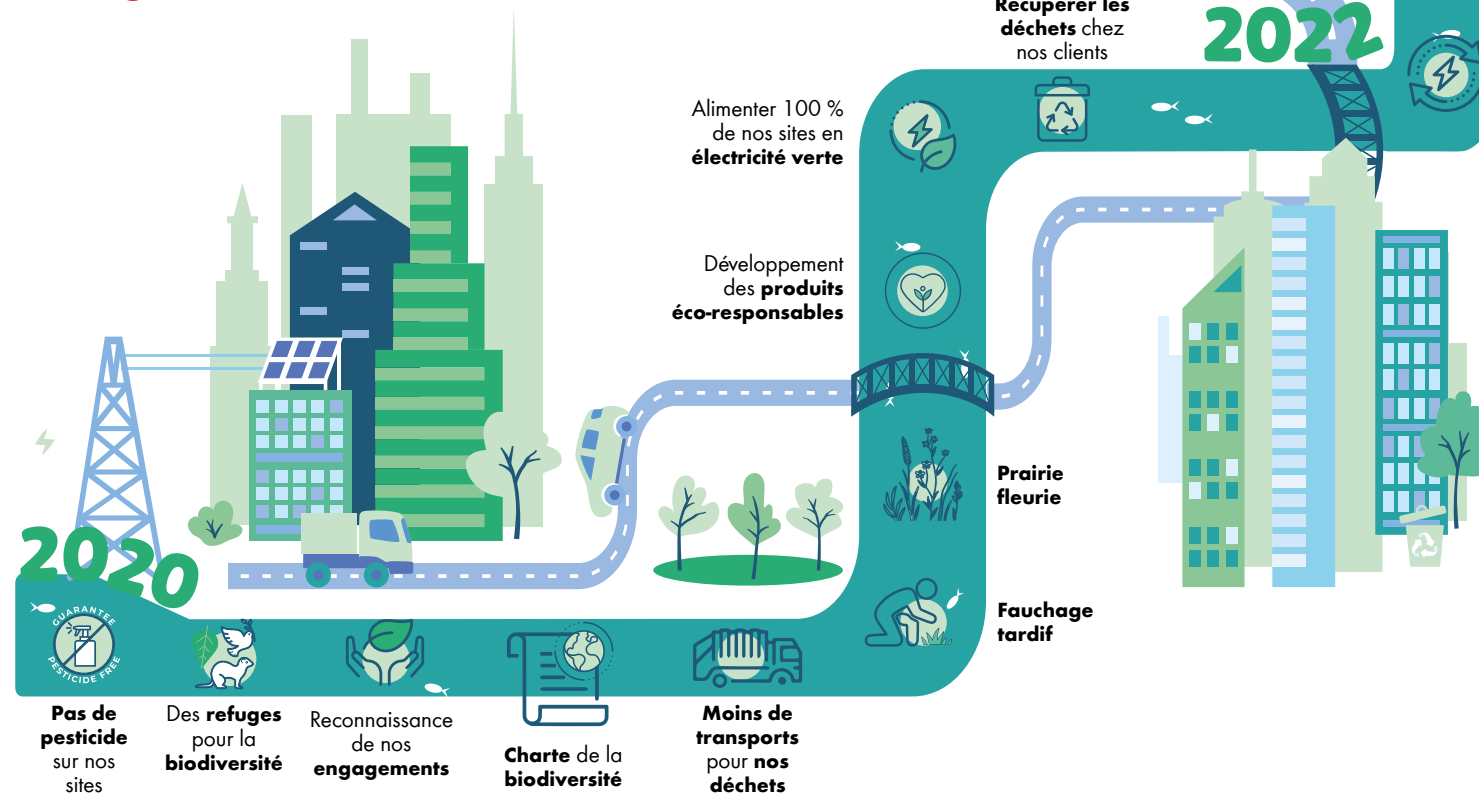 2020
GUARANTEE
PESTICIDE FREE
Pas de
pesticide
sur nos
sites
Des refuges
pour la
biodiversité
Reconnaissance
de nos
engagements
Charte de la
biodiversité
Moins de
transports
pour nos
déchets
Fauchage
tardif
Prairie
fleurie
Développement
des produits
éco-responsables
Alimenter 100 %
de nos sites en
électricité verte
Récupérer les
déchets chez
nos clients
2022